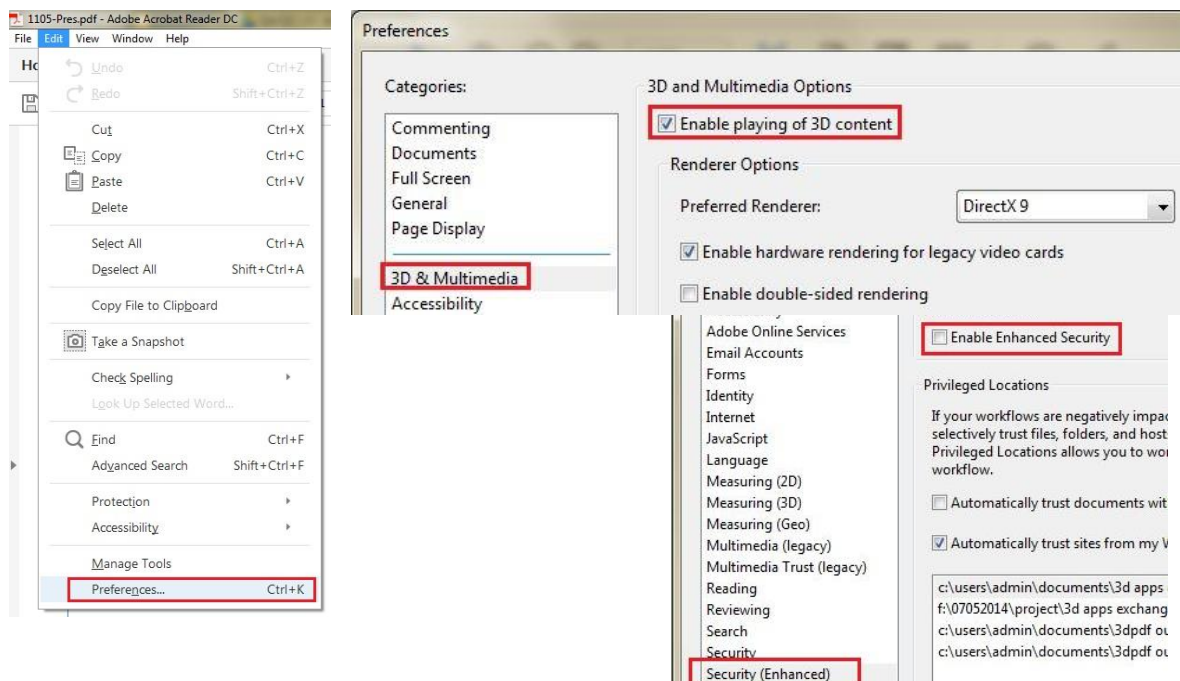 1105-Pres.pdf - Adobe Acrobat Reader DC
File Edit View Window Help
Undo Ctrl+Z
Redo Shift+Ctrl+Z
Cut Ctrl+X
Copy Ctrl+C
Paste Ctrl+V
Delete
Select All Ctrl+A
Deselect All Shift+Ctrl+A
Copy File to Clipboard
Take a Snapshot
Check Spelling
Look Up Selected Word...
Find Ctrl+F
Advanced Search Shift+Ctrl+F
Protection
Accessibility
Manage Tools
Preferences... Ctrl+K
Preferences
Categories:
Commenting
Documents
Full Screen
General
Page Display
3D & Multimedia
Accessibility
3D and Multimedia Options
Enable playing of 3D content
Renderer Options
Preferred Renderer: DirectX 9
Enable hardware rendering for legacy video cards
Enable double-sided rendering
Adobe Online Services
Email Accounts
Forms
Identity
Internet
JavaScript
Language
Measuring (2D)
Measuring (3D)
Measuring (Geo)
Multimedia (legacy)
Multimedia Trust (legacy)
Reading
Reviewing
Search
Security
Security (Enhanced)
Enable Enhanced Security
Privileged Locations
If your workflows are negatively impac
selectively trust files, folders, and host
Privileged Locations allows you to wor
workflow.
Automatically trust documents wit
Automatically trust sites from my W
c:\users\admin\documents\3d apps
f:\07052014\project\3d apps exchang
c:\users\admin\documents\3dpdf ou
c:\users\admin\documents\3dpdf ou